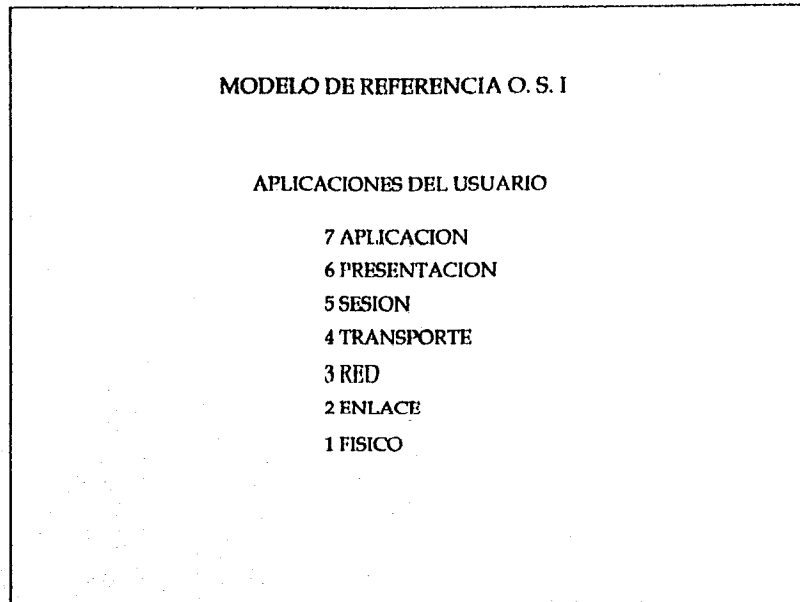 MODELO DE REFERENCIA O. S. I
APLICACIONES DEL USUARIO
7 APLICACION
6 PRESENTACION
5 SESION
4 TRANSPORTE
3 RED
2 ENLACE
1 FISICO